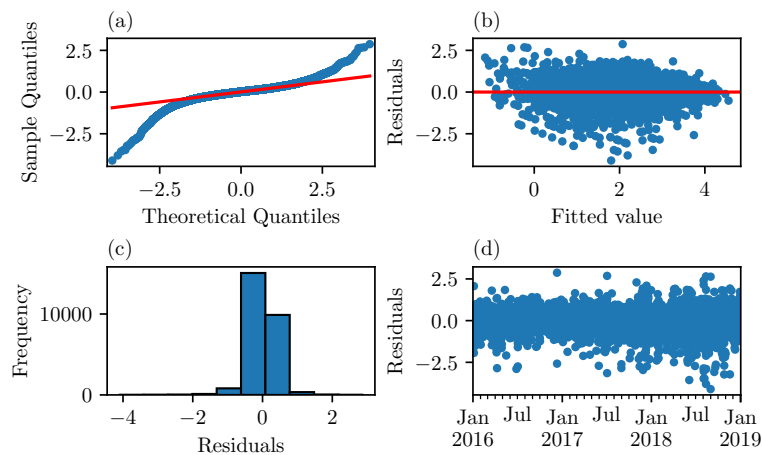 (a)
Sample Quantiles
2.5
0.0
−2.5
−2.5
0.0
2.5
Theoretical Quantiles
(b)
Residuals
2.5
0.0
−2.5
0
2
4
Fitted value
(c)
Frequency
10000
0
−4
−2
0
2
Residuals
(d)
Residuals
2.5
0.0
−2.5
Jan
2016
Jul
Jan
2017
Jul
Jan
2018
Jul
Jan
2019